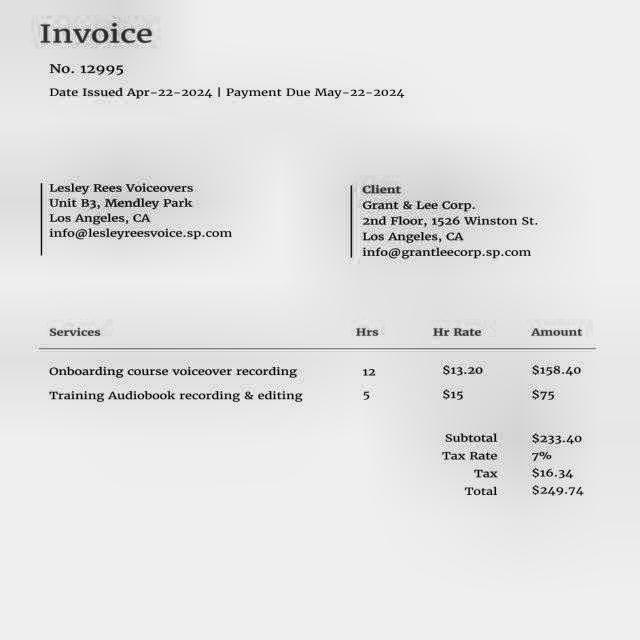 Invoice
No. 12995
Date Issued Apr-22-2024 | Payment Due May-22-2024
Lesley Rees Voiceovers
Unit B3, Mendley Park
Los Angeles, CA
info@lesleyreesvoice.sp.com
Client
Grant & Lee Corp.
2nd Floor, 1526 Winston St.
Los Angeles, CA
info@grantleecorp.sp.com
Services Hrs Hr Rate Amount
Onboarding course voiceover recording 12 $13.20 $158.40
Training Audiobook recording & editing 5 $15 $75
Subtotal $233.40
Tax Rate 7%
Tax $16.34
Total $249.74